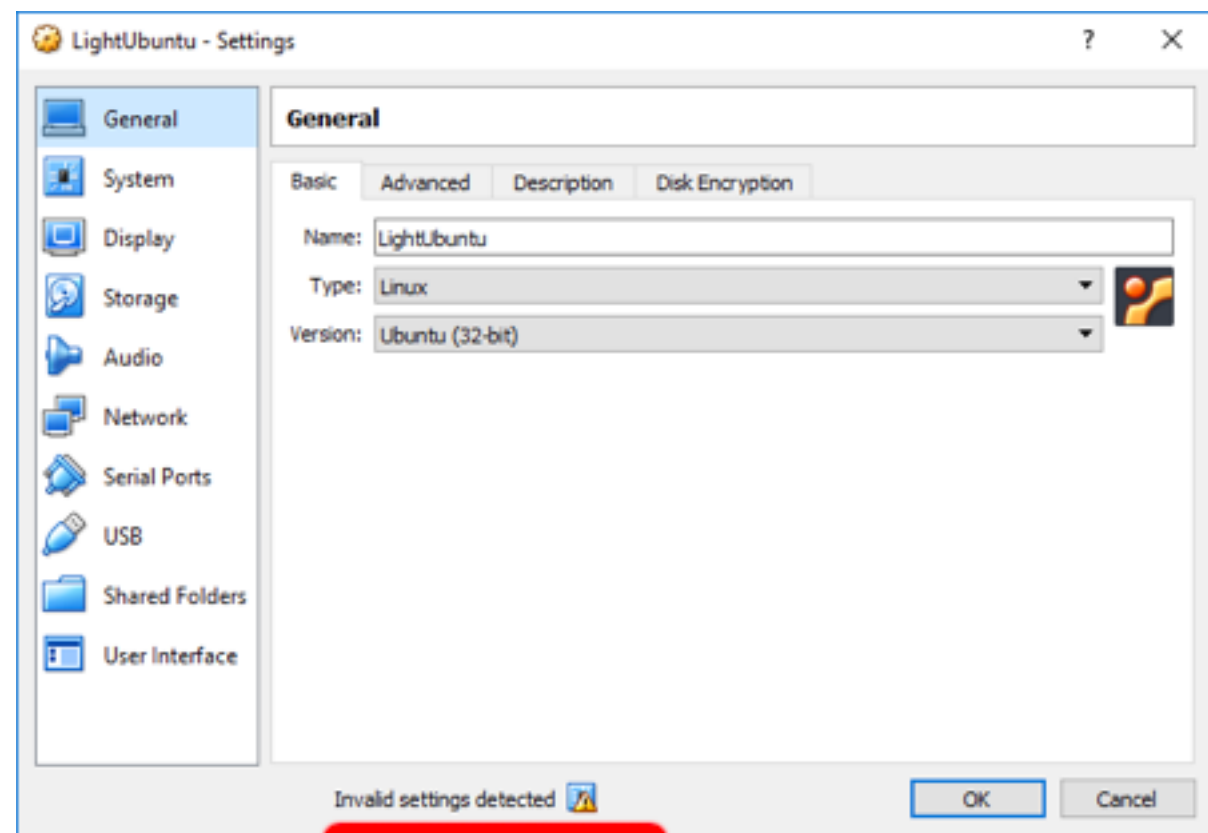 LightUbuntu - Settings ? ×
General
System
Display
Storage
Audio
Network
Serial Ports
USB
Shared Folders
User Interface
General
Basic Advanced Description Disk Encryption
Name: LightUbuntu
Type: Linux
Version: Ubuntu (32-bit)
Invalid settings detected
OK Cancel